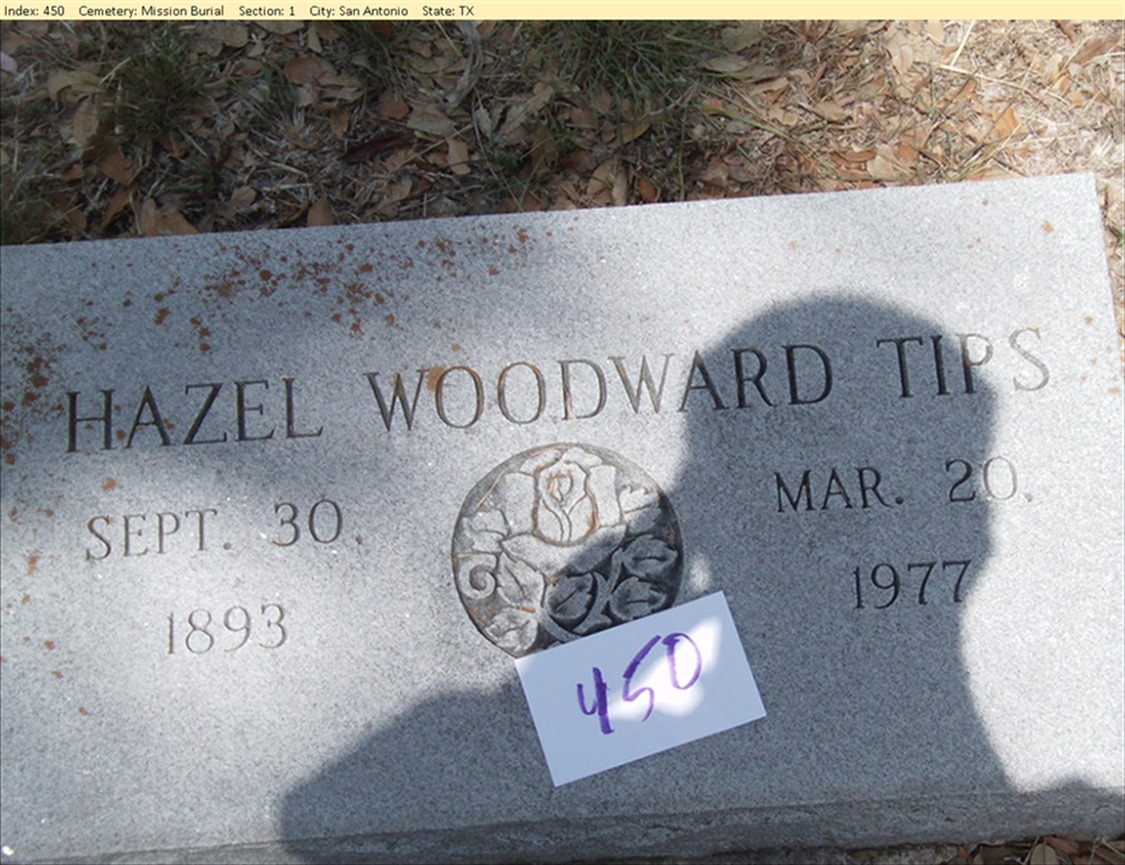 Index: 450 Cemetery: Mission Burial Section: 1 City: San Antonio State: TX
HAZEL WOODWARD TIPS
SEPT. 30,
1893
MAR. 20,
1977
450